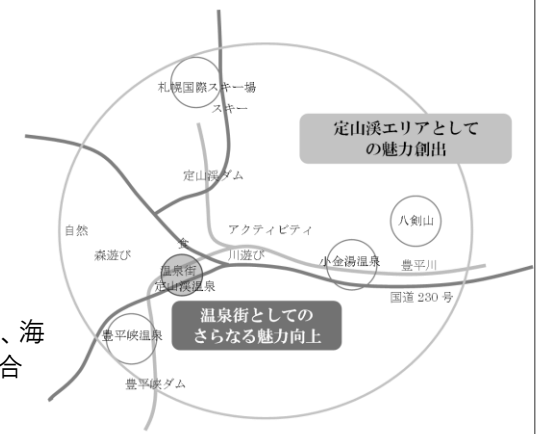 札幌国際スキー場
スキー
定山渓エリアとして
の魅力創出
定山渓ダム
自然
アクティビティ
八剣山
食
森遊び
川遊び
小金湯温泉
豊平川
温泉街
定山渓温泉
国道 230 号
温泉街としての
さらなる魅力向上
、海
合
豊平峡温泉
豊平峡ダム